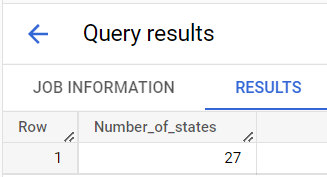 Query results
JOB INFORMATION RESULTS
Row Number_of_states
1 27